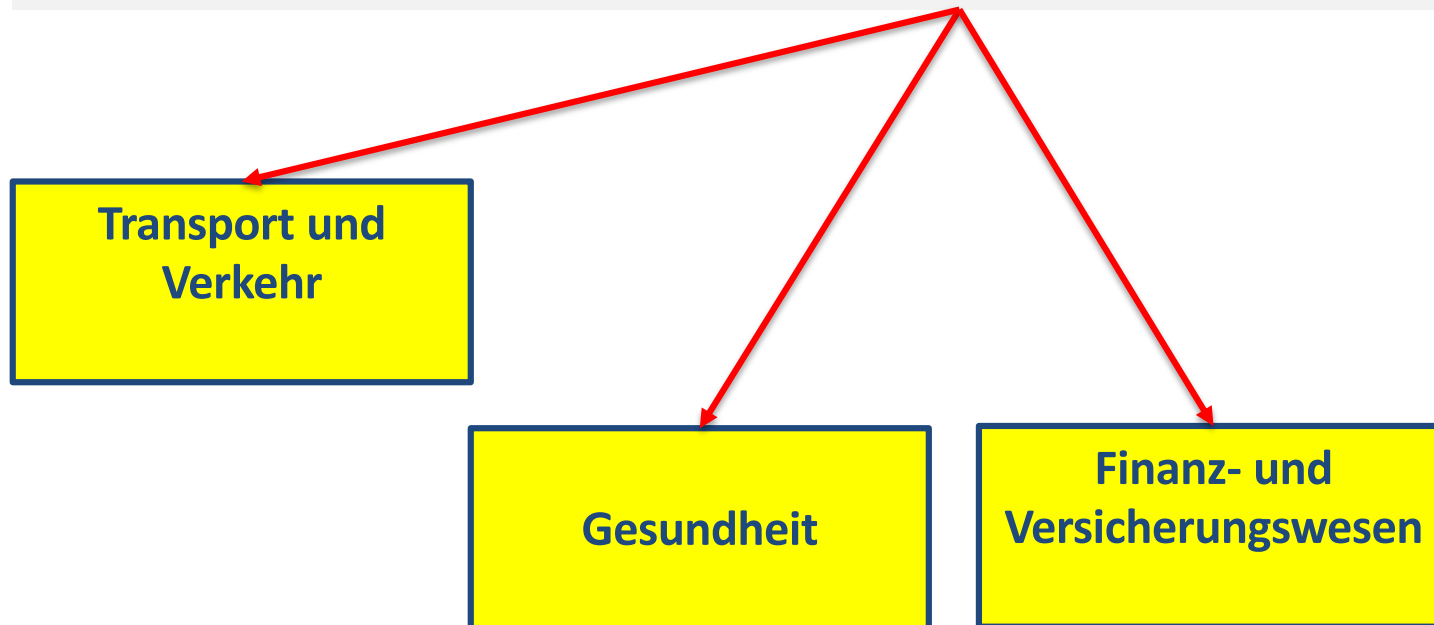 Transport und
Verkehr
Gesundheit
Finanz- und
Versicherungswesen